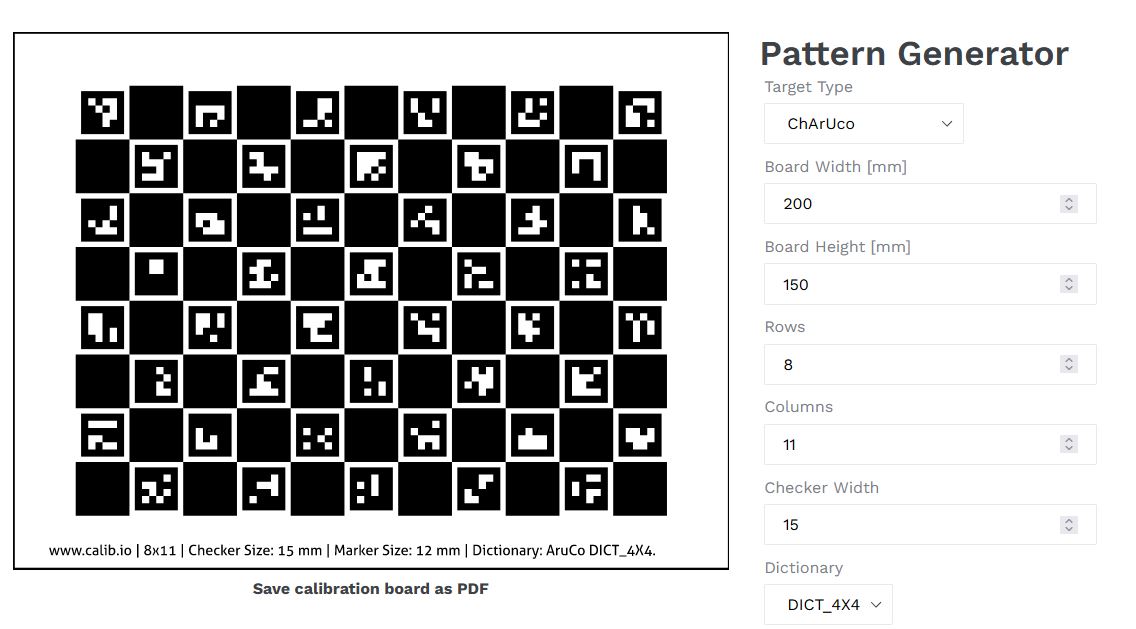 Pattern Generator
Target Type
ChArUco
Board Width [mm]
200
Board Height [mm]
150
Rows
8
Columns
11
Checker Width
15
Dictionary
DICT_4X4
www.calib.io | 8x11 | Checker Size: 15 mm | Marker Size: 12 mm | Dictionary: AruCo DICT_4X4.
Save calibration board as PDF